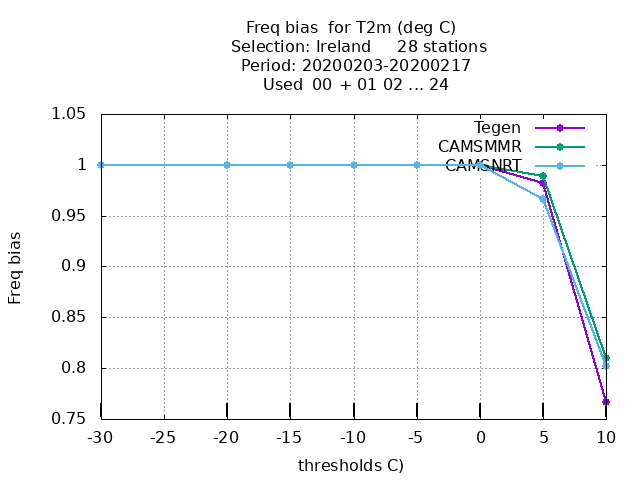 Freq bias  for T2m (deg C)
Selection: Ireland     28 stations
Period: 20200203-20200217
Used  00 + 01 02 ... 24
Tegen
CAMSMMR
CAMSNRT
1.05
1
0.95
0.9
0.85
0.8
0.75
Freq bias
-30 -25 -20 -15 -10 -5 0 5 10
thresholds C)